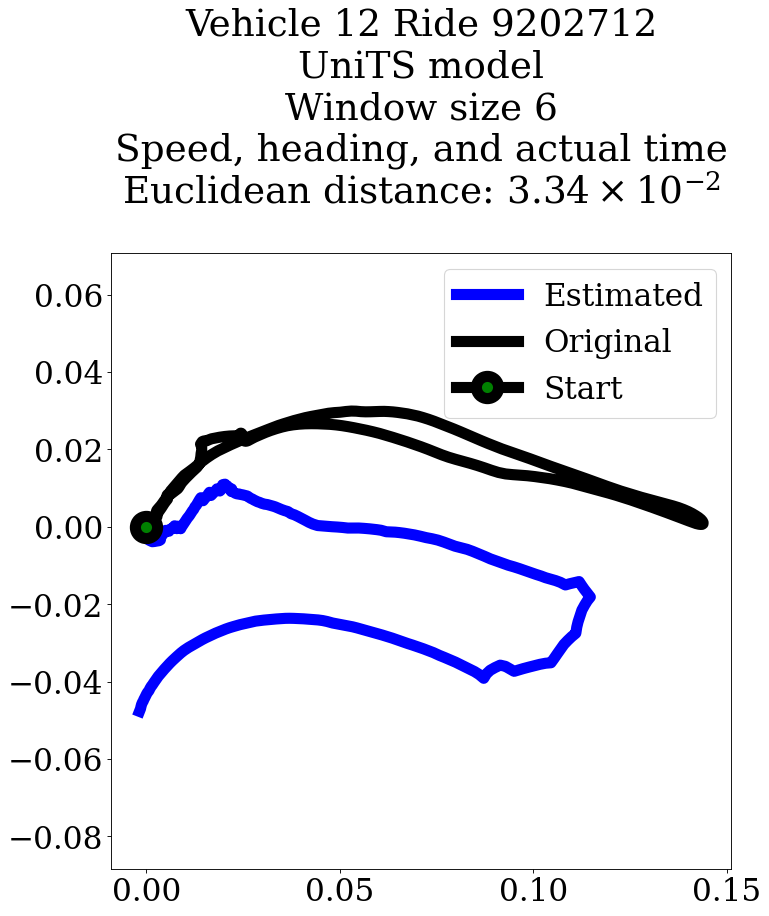 Vehicle 12 Ride 9202712
UniTS model
Window size 6
Speed, heading, and actual time
Euclidean distance: 3.34 × 10⁻²
Estimated
Original
Start
0.06
0.04
0.02
0.00
−0.02
−0.04
−0.06
−0.08
0.00 0.05 0.10 0.15